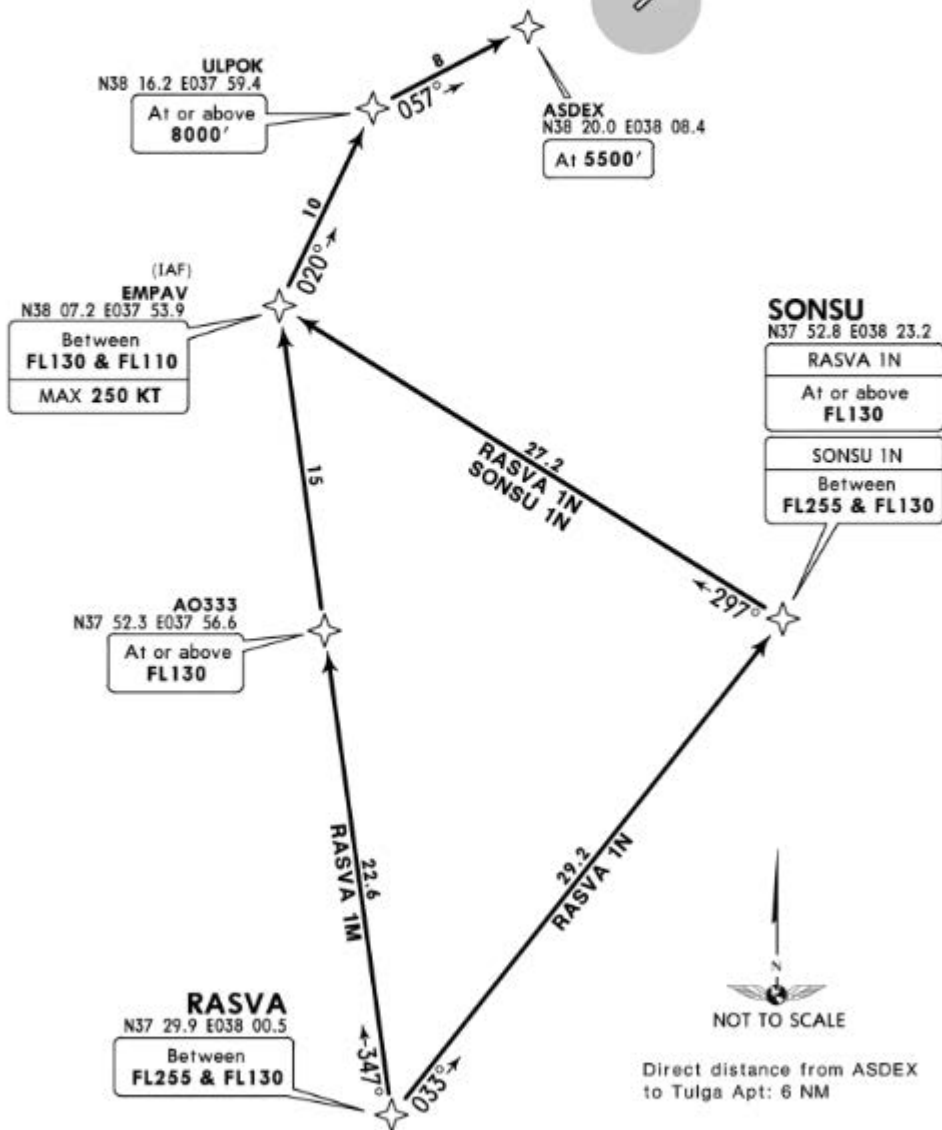 8
ULPOK
N38 16.2 E037 59.4
At or above
8000'
057°
ASDEX
N38 20.0 E038 08.4
At 5500'
10
020°
(IAF)
EMPAV
N38 07.2 E037 53.9
Between
FL130 & FL110
MAX 250 KT
SONSU
N37 52.8 E038 23.2
RASVA 1N
At or above
FL130
SONSU 1N
Between
FL255 & FL130
27.2
RASVA 1N
SONSU 1N
297°
15
AO333
N37 52.3 E037 56.6
At or above
FL130
22.6
RASVA 1M
29.2
RASVA 1N
RASVA
N37 29.9 E038 00.5
Between
FL255 & FL130
347°
033°
N
NOT TO SCALE
Direct distance from ASDEX
to Tulga Apt: 6 NM